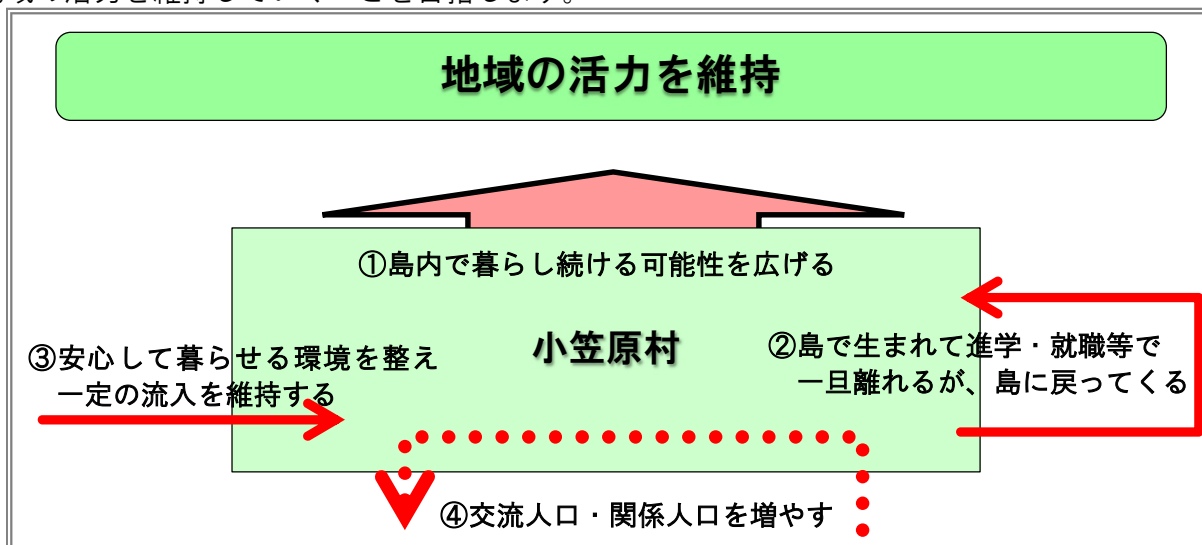 地域の活力を維持
①島内で暮らし続ける可能性を広げる
小笠原村
②島で生まれて進学・就職等で
一旦離れるが、島に戻ってくる
③安心して暮らせる環境を整え
一定の流入を維持する
④交流人口・関係人口を増やす